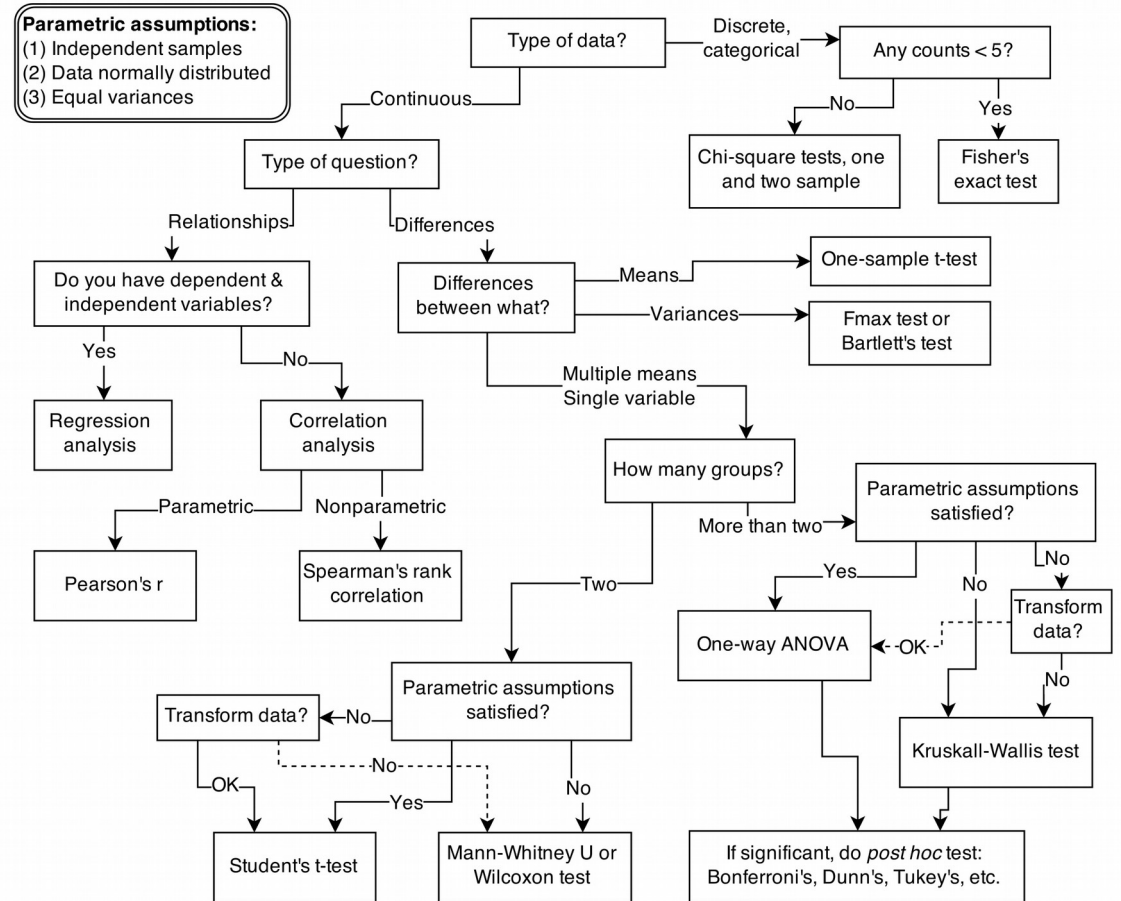 Parametric assumptions:
(1) Independent samples
(2) Data normally distributed
(3) Equal variances
Type of data?
Discrete,
categorical
Any counts < 5?
Continuous
No
Yes
Type of question?
Chi-square tests, one
and two sample
Fisher's
exact test
Relationships
Differences
Do you have dependent &
independent variables?
Differences
between what?
Means
One-sample t-test
Variances
Fmax test or
Bartlett's test
Yes
No
Multiple means
Single variable
Regression
analysis
Correlation
analysis
How many groups?
Parametric assumptions
satisfied?
More than two
Parametric
Nonparametric
Pearson's r
Spearman's rank
correlation
Two
Yes
No
No
Transform
data?
One-way ANOVA
OK
No
Kruskall-Wallis test
Parametric assumptions
satisfied?
Transform data?
No
No
OK
Yes
No
Student's t-test
Mann-Whitney U or
Wilcoxon test
If significant, do post hoc test:
Bonferroni's, Dunn's, Tukey's, etc.